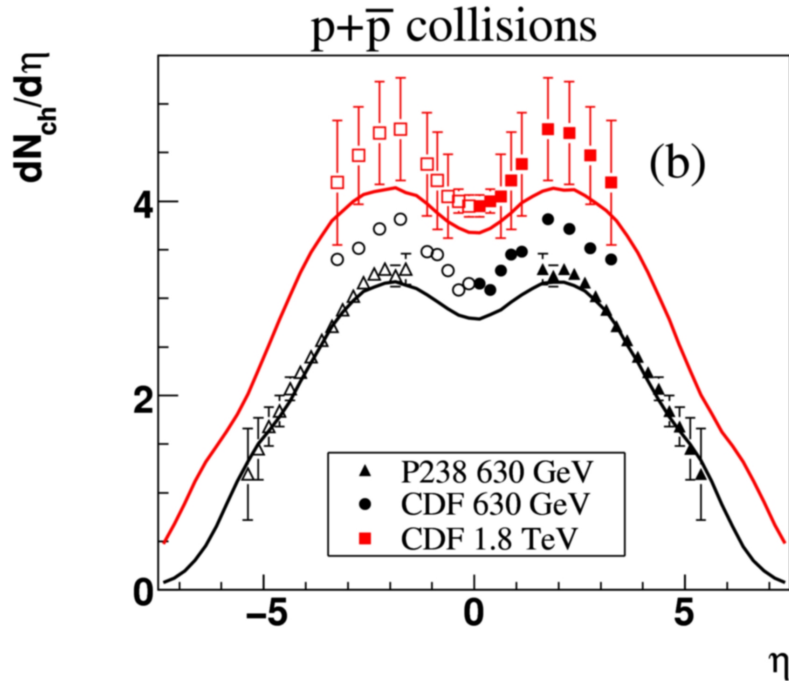 p+p̅ collisions
dN_ch/dη
(b)
4
2
0
P238 630 GeV
CDF 630 GeV
CDF 1.8 TeV
−5 0 5
η